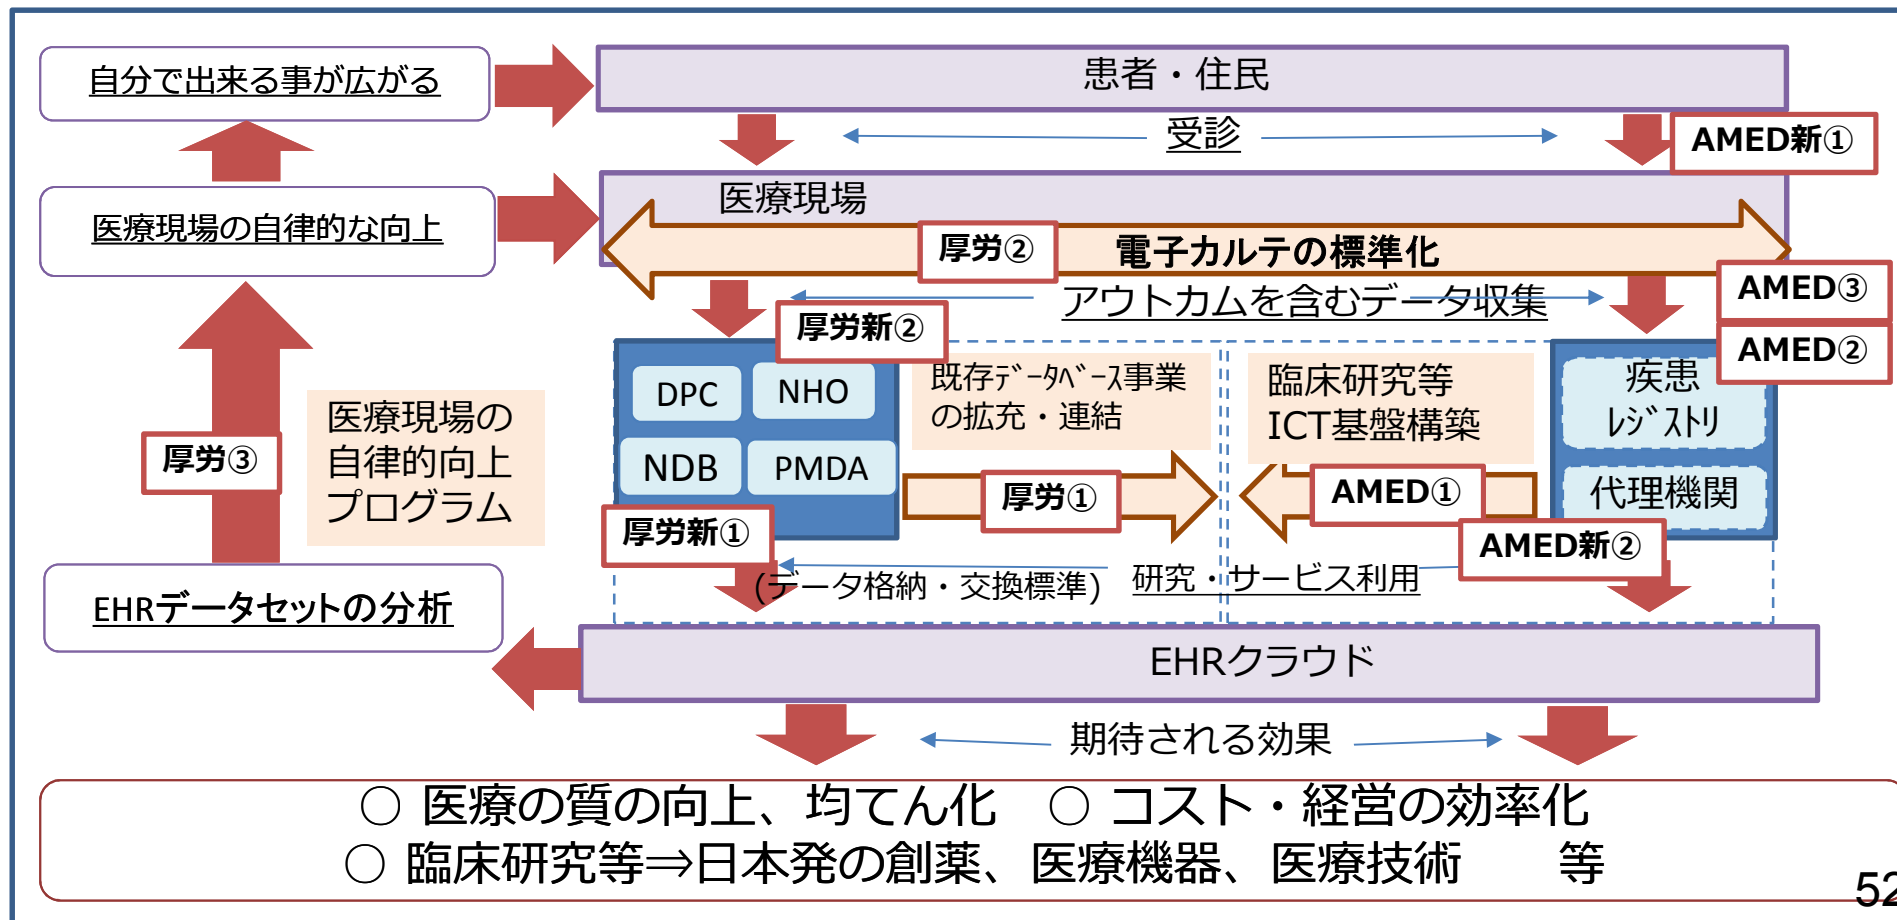 自分で出来る事が広がる
患者・住民
受診
AMED新①
医療現場の自律的な向上
医療現場
厚労②
電子カルテの標準化
アウトカムを含むデータ収集
AMED③
厚労新②
AMED②
DPC
NHO
NDB
PMDA
既存ﾃﾞｰﾀﾍﾞｰｽ事業
の拡充・連結
臨床研究等
ICT基盤構築
疾患
ﾚｼﾞｽﾄﾘ
代理機関
厚労③
医療現場の
自律的向上
プログラム
厚労①
AMED①
厚労新①
AMED新②
(データ格納・交換標準)
研究・サービス利用
EHRデータセットの分析
EHRクラウド
期待される効果
○ 医療の質の向上、均てん化　○ コスト・経営の効率化
○ 臨床研究等⇒日本発の創薬、医療機器、医療技術　　等
52